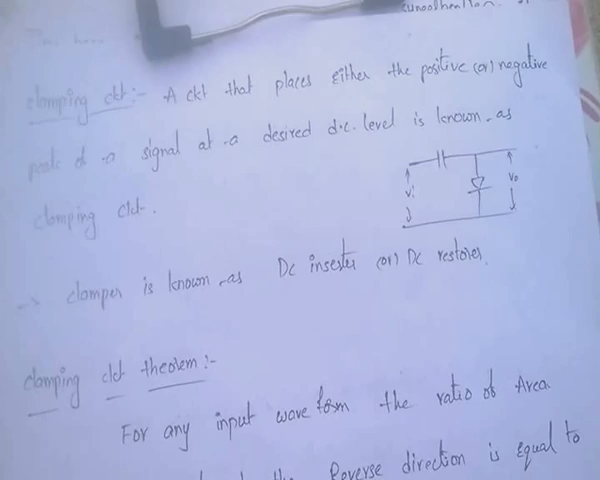 clamping ckt:- A ckt that places either the positive (or) negative
peak of a signal at a desired d.c. level is known as
clamping ckt.
Vi
Vo
-> clamper is known as Dc inserter (or) Dc restorer.
clamping ckt theorem:-
For any input wave form the ratio of Area
Reverse direction is equal to